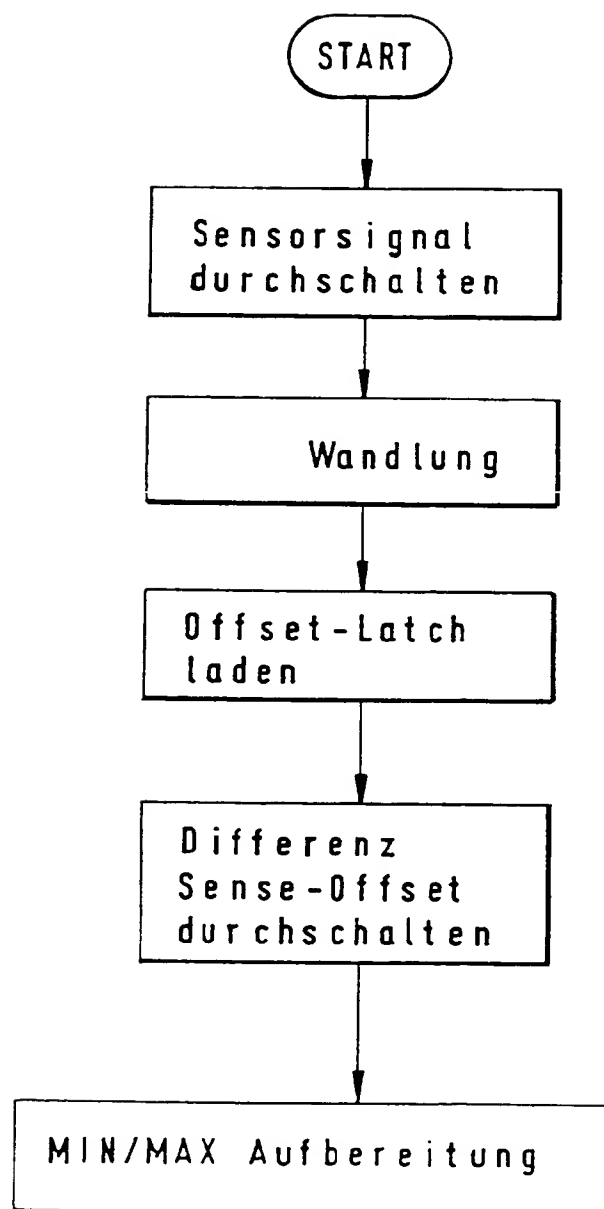 START
Sensorsignal
durchschalten
Wandlung
Offset-Latch
laden
Differenz
Sense-Offset
durchschalten
MIN/MAX Aufbereitung